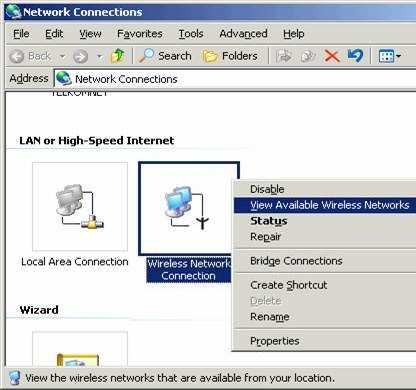 Network Connections
File Edit View Favorites Tools Advanced Help
Back Search Folders
Address Network Connections
TELKOMNET
LAN or High-Speed Internet
Local Area Connection
Wireless Network
Connection
Disable
View Available Wireless Networks
Status
Repair
Bridge Connections
Create Shortcut
Delete
Rename
Properties
Wizard
View the wireless networks that are available from your location.